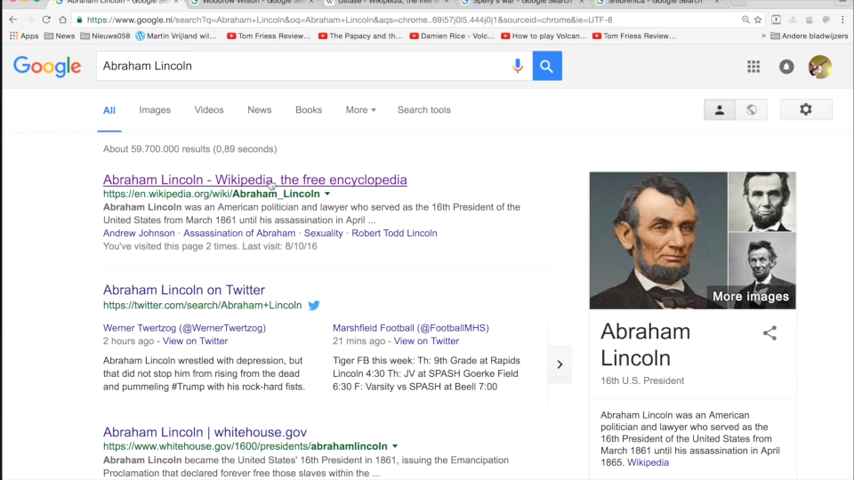 Abraham Lincoln - Google Se
Woodrow Wilson - Google Sea
Ustase - Wikipedia, the free e
Spelly's war - Google Search
Srebrenica - Google Search
https://www.google.nl/search?q=Abraham+Lincoln&oq=Abraham+Lincoln&aqs=chrome..69i57j0l5.444j0j1&sourceid=chrome&ie=UTF-8
Apps News Nieuws058 Martin Vrijland wil v Tom Friess Review... The Papacy and th... Damien Rice - Volc... How to play Volcan... Tom Friess Review... » Andere bladwijzers
Google Abraham Lincoln
All Images Videos News Books More Search tools
About 59.700.000 results (0,89 seconds)
Abraham Lincoln - Wikipedia, the free encyclopedia
https://en.wikipedia.org/wiki/Abraham_Lincoln
Abraham Lincoln was an American politician and lawyer who served as the 16th President of the
United States from March 1861 until his assassination in April ...
Andrew Johnson · Assassination of Abraham · Sexuality · Robert Todd Lincoln
You've visited this page 2 times. Last visit: 8/10/16
Abraham Lincoln on Twitter
https://twitter.com/search/Abraham+Lincoln
Werner Twertzog (@WernerTwertzog)
2 hours ago - View on Twitter
Abraham Lincoln wrestled with depression, but
that did not stop him from rising from the dead
and pummeling #Trump with his rock-hard fists.
Marshfield Football (@FootballMHS)
21 mins ago - View on Twitter
Tiger FB this week: Th: 9th Grade at Rapids
Lincoln 4:30 Th: JV at SPASH Goerke Field
6:30 F: Varsity vs SPASH at Beell 7:00
Abraham Lincoln | whitehouse.gov
https://www.whitehouse.gov/1600/presidents/abrahamlincoln
Abraham Lincoln became the United States' 16th President in 1861, issuing the Emancipation
Proclamation that declared forever free those slaves within the ...
More images
Abraham
Lincoln
16th U.S. President
Abraham Lincoln was an American
politician and lawyer who served as the
16th President of the United States from
March 1861 until his assassination in April
1865. Wikipedia